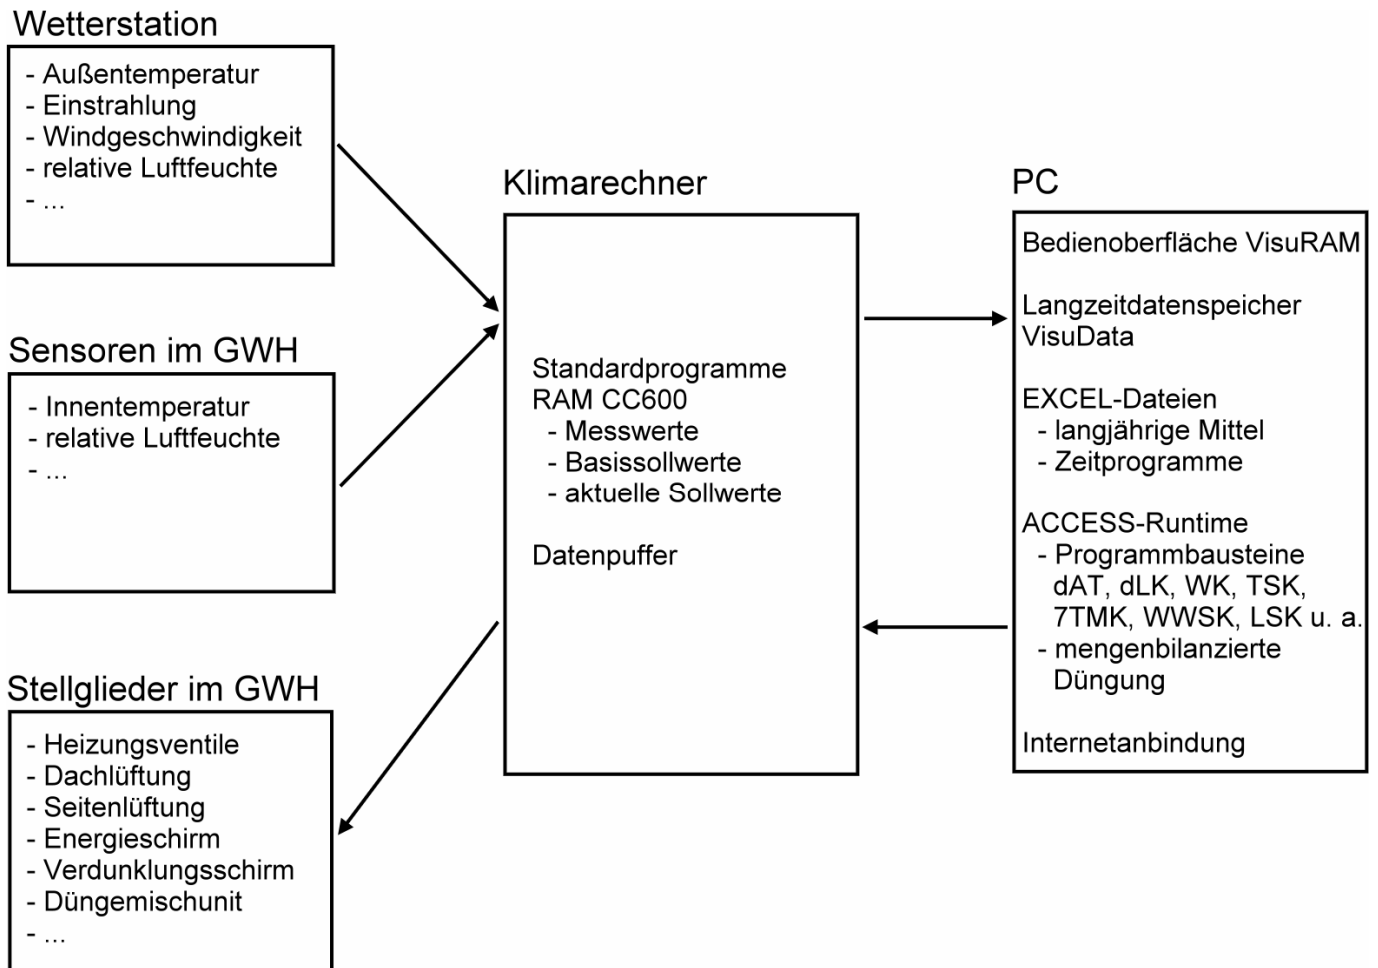 Wetterstation
- Außentemperatur
- Einstrahlung
- Windgeschwindigkeit
- relative Luftfeuchte
- ...
Sensoren im GWH
- Innentemperatur
- relative Luftfeuchte
- ...
Stellglieder im GWH
- Heizungsventile
- Dachlüftung
- Seitenlüftung
- Energieschirm
- Verdunklungsschirm
- Düngemischunit
- ...
Klimarechner
Standardprogramme
RAM CC600
- Messwerte
- Basissollwerte
- aktuelle Sollwerte
Datenpuffer
PC
Bedienoberfläche VisuRAM
Langzeitdatenspeicher
VisuData
EXCEL-Dateien
- langjährige Mittel
- Zeitprogramme
ACCESS-Runtime
- Programmbausteine
dAT, dLK, WK, TSK,
7TMK, WWSK, LSK u. a.
- mengenbilanzierte
Düngung
Internetanbindung